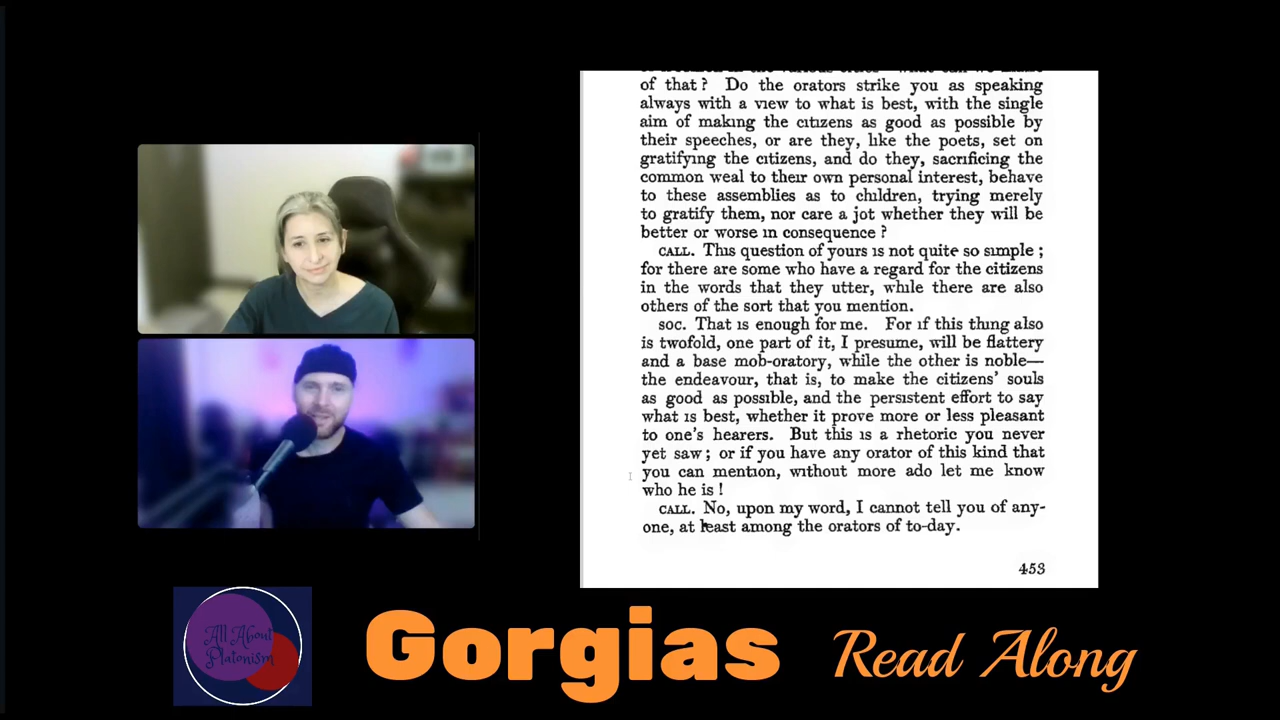 of that? Do the orators strike you as speaking
always with a view to what is best, with the single
aim of making the citizens as good as possible by
their speeches, or are they, like the poets, set on
gratifying the citizens, and do they, sacrificing the
common weal to their own personal interest, behave
to these assemblies as to children, trying merely
to gratify them, nor care a jot whether they will be
better or worse in consequence?
CALL. This question of yours is not quite so simple;
for there are some who have a regard for the citizens
in the words that they utter, while there are also
others of the sort that you mention.
SOC. That is enough for me. For if this thing also
is twofold, one part of it, I presume, will be flattery
and a base mob-oratory, while the other is noble—
the endeavour, that is, to make the citizens' souls
as good as possible, and the persistent effort to say
what is best, whether it prove more or less pleasant
to one's hearers. But this is a rhetoric you never
yet saw; or if you have any orator of this kind that
you can mention, without more ado let me know
who he is!
CALL. No, upon my word, I cannot tell you of any-
one, at least among the orators of to-day.
453
All About
Platonism
Gorgias Read Along